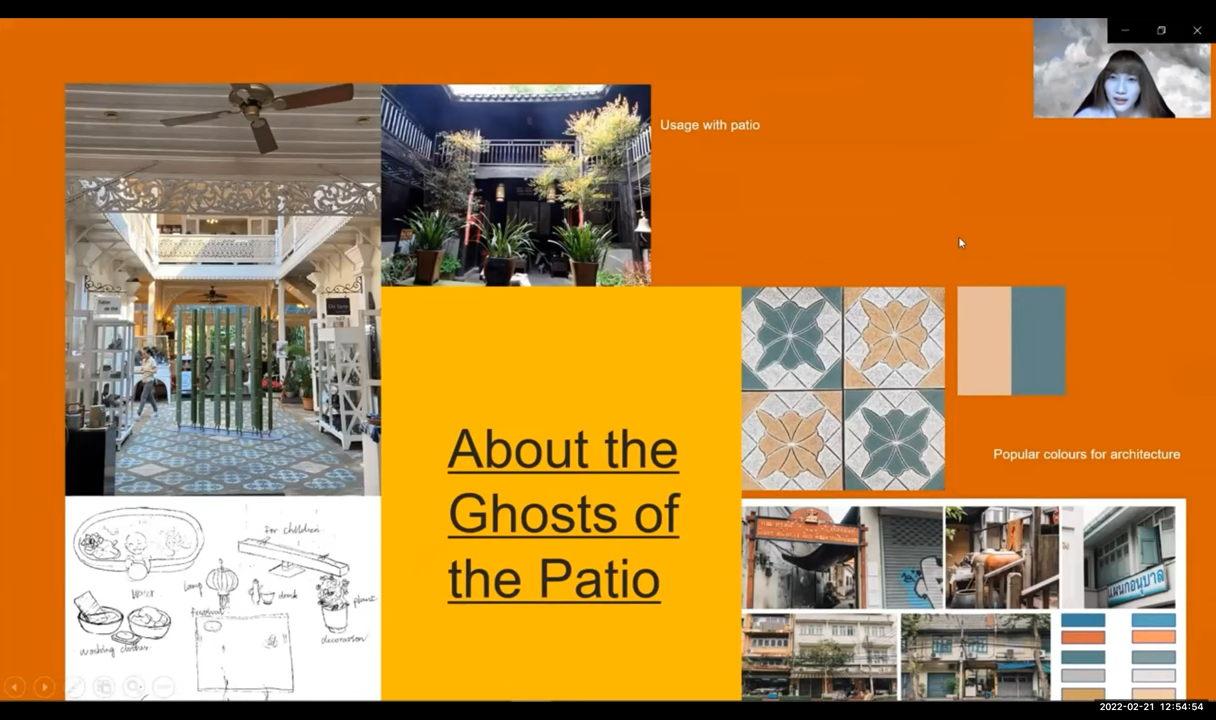 Usage with patio
About the
Ghosts of
the Patio
Popular colours for architecture
แผนกอนุบาล
For children
Lamp
drink
plant
Water
Festival
washing clothes
decoration
2022-02-21 12:54:54